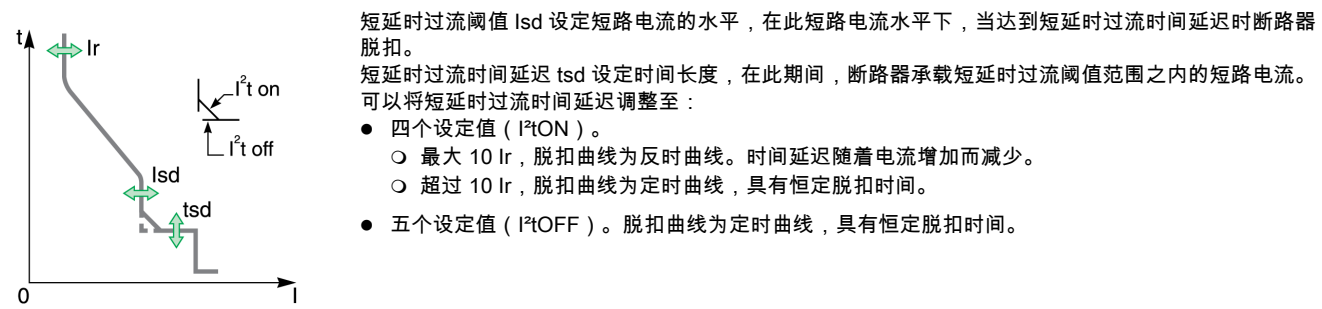 短延时过流阈值 Isd 设定短路电流的水平，在此短路电流水平下，当达到短延时过流时间延迟时断路器
脱扣。
短延时过流时间延迟 tsd 设定时间长度，在此期间，断路器承载短延时过流阈值范围之内的短路电流。
可以将短延时过流时间延迟调整至：
● 四个设定值（I²tON）。
○ 最大 10 Ir，脱扣曲线为反时曲线。时间延迟随着电流增加而减少。
○ 超过 10 Ir，脱扣曲线为定时曲线，具有恒定脱扣时间。
● 五个设定值（I²tOFF）。脱扣曲线为定时曲线，具有恒定脱扣时间。
t
Ir
I²t on
I²t off
Isd
tsd
0
I